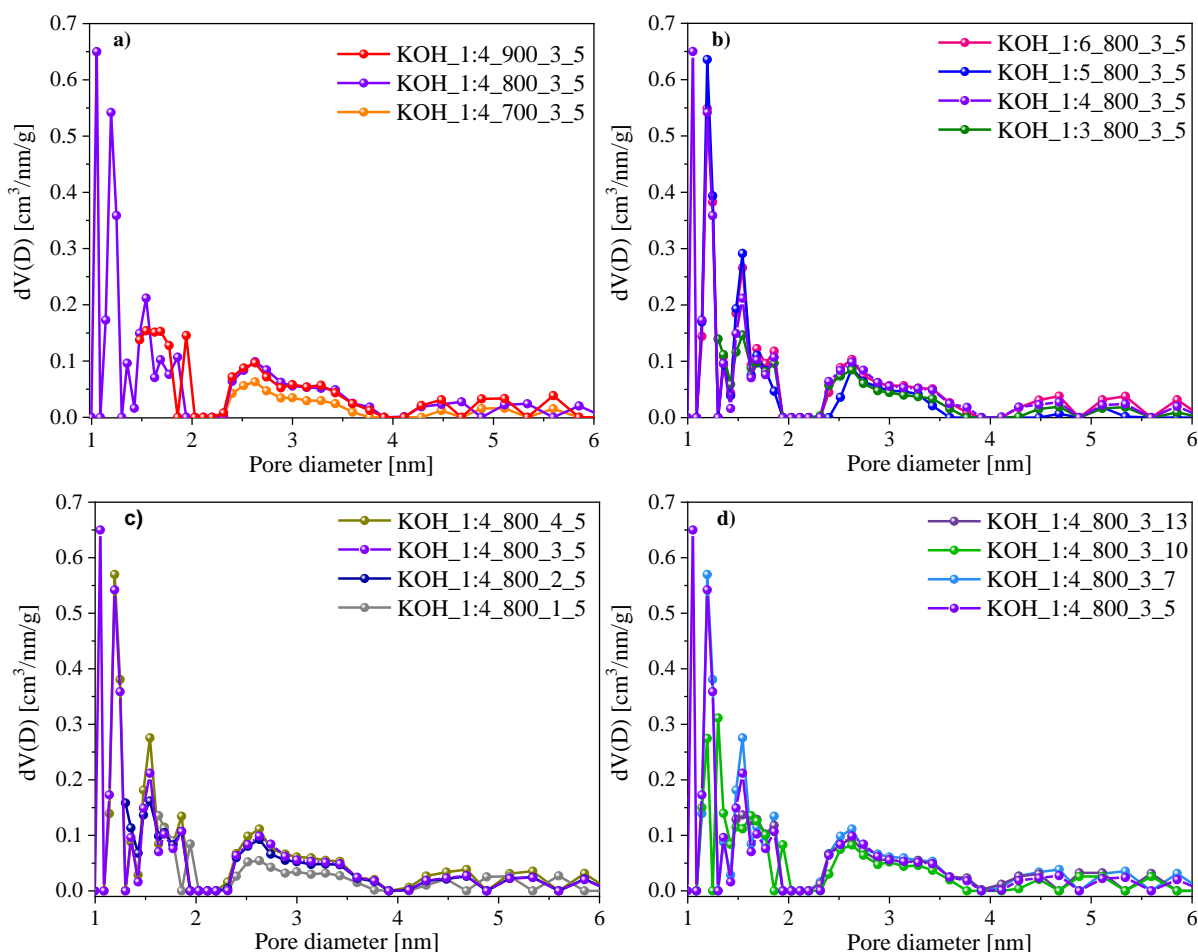 a)
KOH_1:4_900_3_5
KOH_1:4_800_3_5
KOH_1:4_700_3_5
0.7
0.6
0.5
0.4
0.3
0.2
0.1
0.0
dV(D) [cm³/nm/g]
1 2 3 4 5 6
Pore diameter [nm]
b)
KOH_1:6_800_3_5
KOH_1:5_800_3_5
KOH_1:4_800_3_5
KOH_1:3_800_3_5
0.7
0.6
0.5
0.4
0.3
0.2
0.1
0.0
dV(D) [cm³/nm/g]
1 2 3 4 5 6
Pore diameter [nm]
c)
KOH_1:4_800_4_5
KOH_1:4_800_3_5
KOH_1:4_800_2_5
KOH_1:4_800_1_5
0.7
0.6
0.5
0.4
0.3
0.2
0.1
0.0
dV(D) [cm³/nm/g]
1 2 3 4 5 6
Pore diameter [nm]
d)
KOH_1:4_800_3_13
KOH_1:4_800_3_10
KOH_1:4_800_3_7
KOH_1:4_800_3_5
0.7
0.6
0.5
0.4
0.3
0.2
0.1
0.0
dV(D) [cm³/nm/g]
1 2 3 4 5 6
Pore diameter [nm]